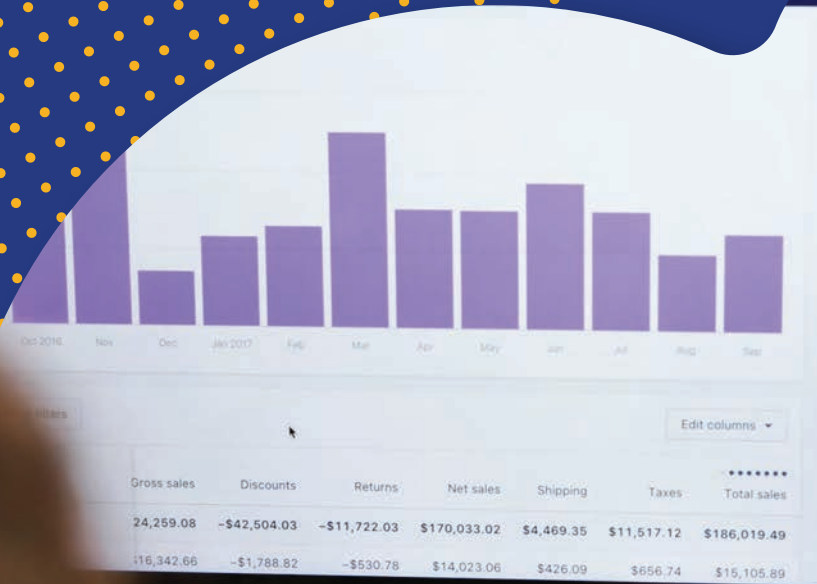 Oct 2016 Nov Dec Jan 2017 Feb Mar Apr May Jun Jul Aug Sep
Edit columns
Gross sales Discounts Returns Net sales Shipping Taxes Total sales
24,259.08 −$42,504.03 −$11,722.03 $170,033.02 $4,469.35 $11,517.12 $186,019.49
16,342.66 −$1,788.82 −$530.78 $14,023.06 $426.09 $656.74 $15,105.89